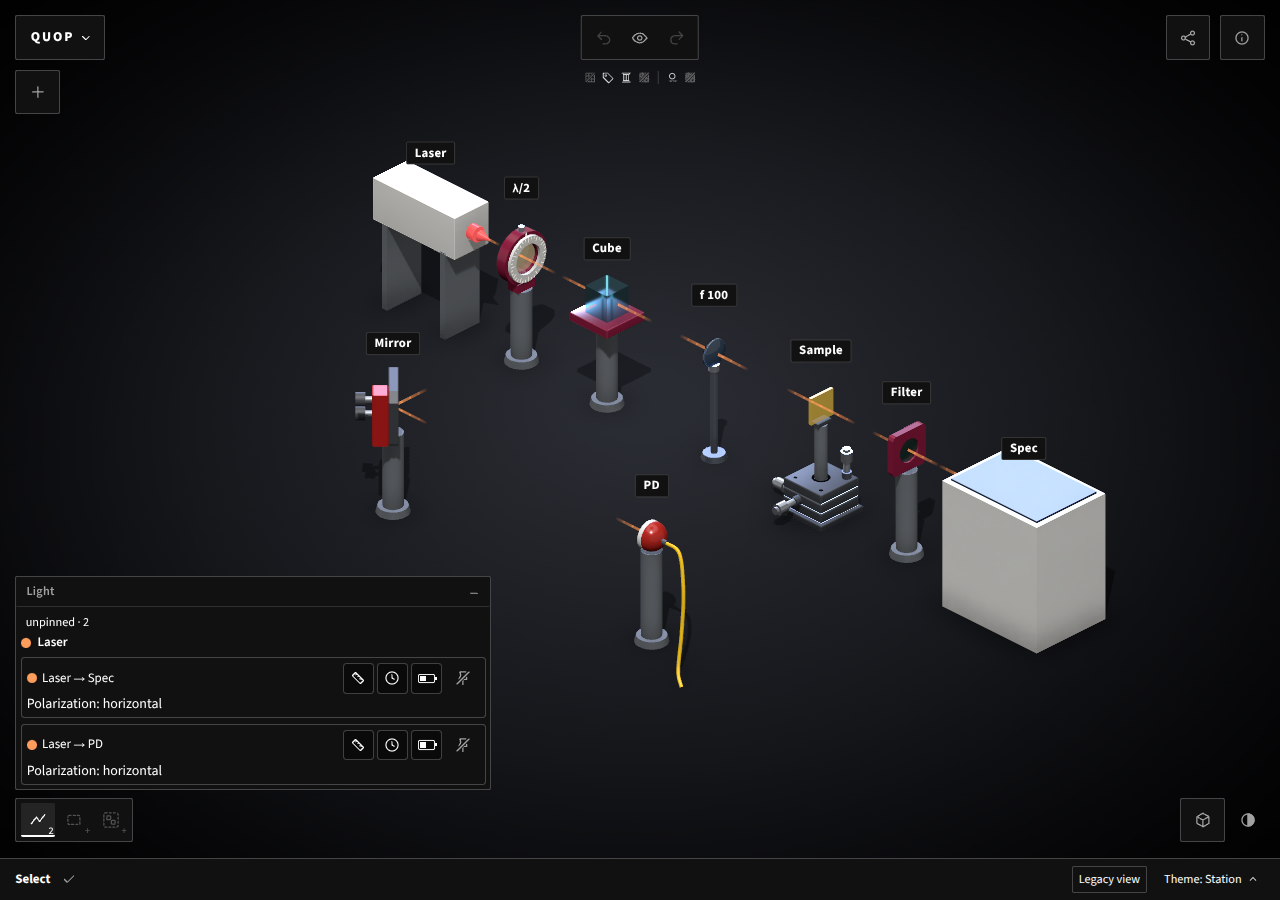 QUOP
Laser
λ/2
Cube
f 100
Mirror
Sample
Filter
Spec
PD
Light
unpinned · 2
Laser
Laser → Spec
Polarization: horizontal
Laser → PD
Polarization: horizontal
2
+
+
Select
Legacy view
Theme: Station